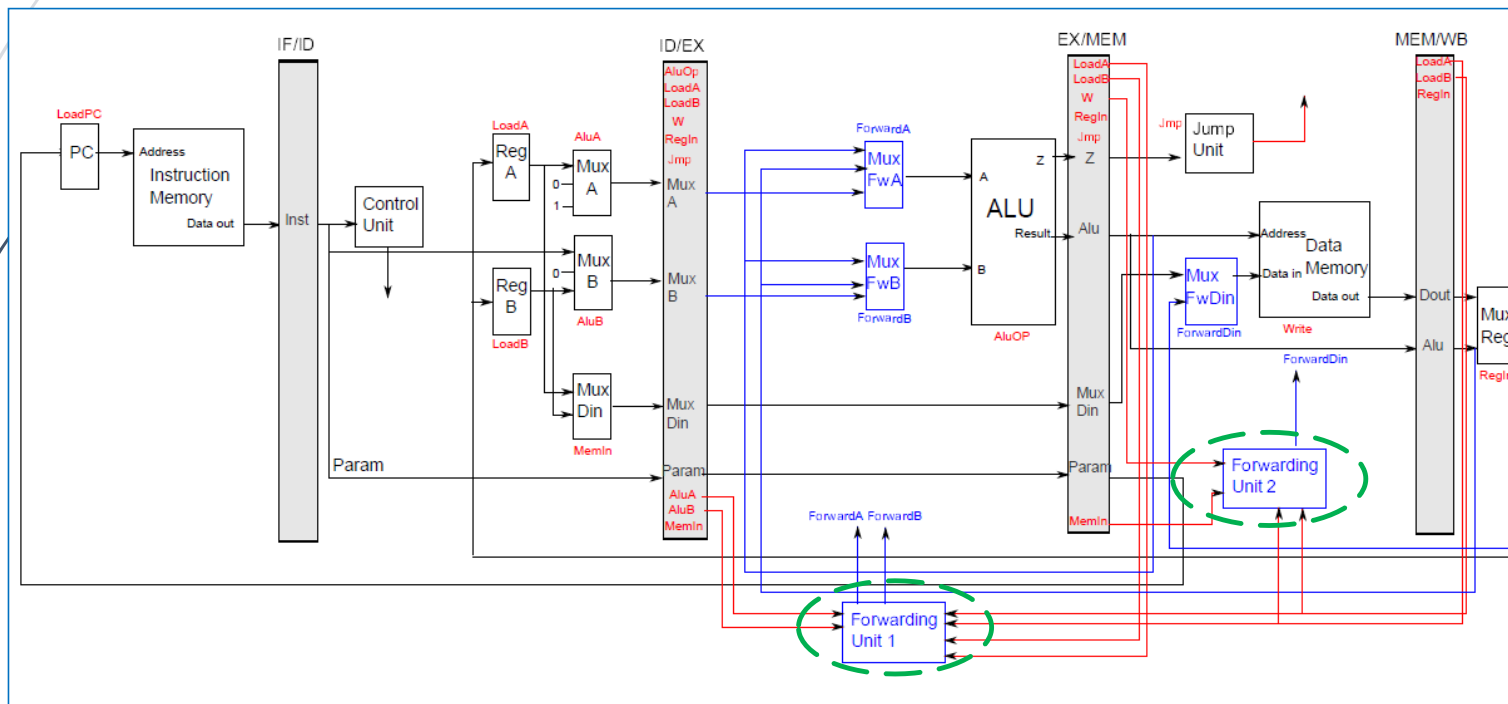 IF/ID
ID/EX
EX/MEM
MEM/WB
LoadPC
PC
Address
Instruction
Memory
Data out
Inst
Control
Unit
Param
LoadA
Reg
A
Reg
B
LoadB
AluA
Mux
A
0
1
Mux
B
0
AluB
Mux
Din
MemIn
AluOp
LoadA
LoadB
W
RegIn
Jmp
Mux
A
Mux
B
Mux
Din
Param
AluA
AluB
MemIn
ForwardA
Mux
FwA
Mux
FwB
ForwardB
A
B
Z
ALU
Result
AluOP
ForwardA ForwardB
Forwarding
Unit 1
LoadA
LoadB
W
RegIn
Jmp
Z
Alu
Mux
Din
Param
MemIn
Jmp
Jump
Unit
Mux
FwDin
ForwardDin
Address
Data
Memory
Data in
Data out
Write
ForwardDin
Forwarding
Unit 2
LoadA
LoadB
RegIn
Dout
Alu
Mux
Reg
RegIn